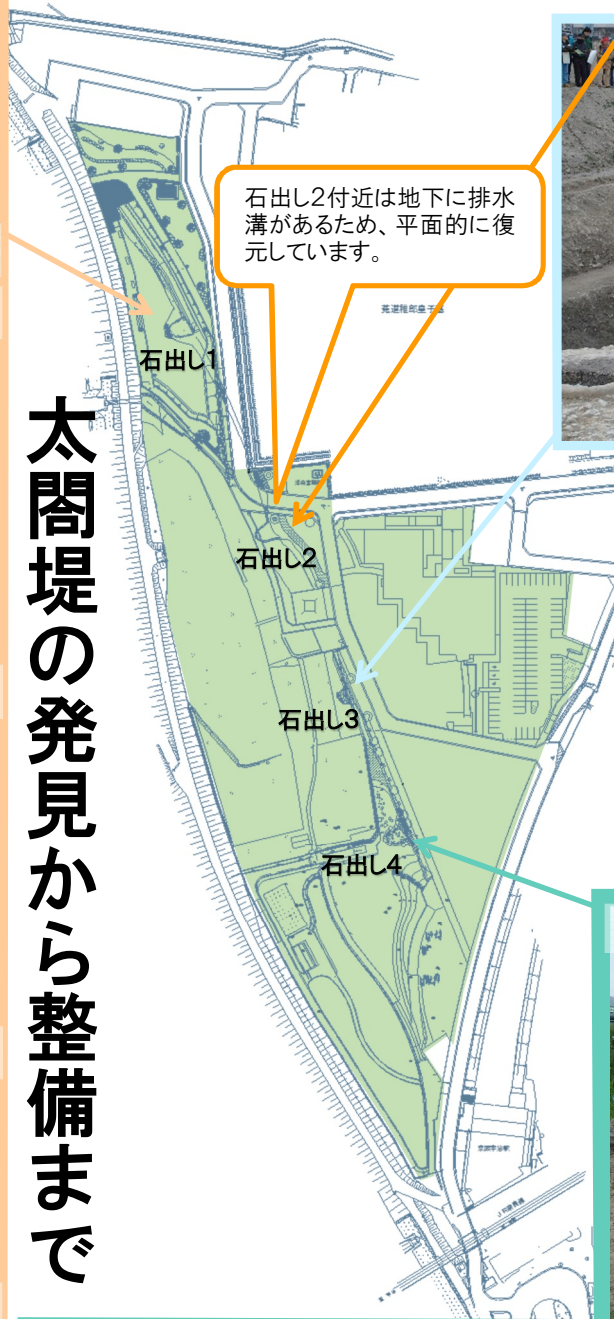 石出し2付近は地下に排水
溝があるため、平面的に復
元しています。
石出し1
石出し2
石出し3
石出し4
太閤堤の発見から整備まで